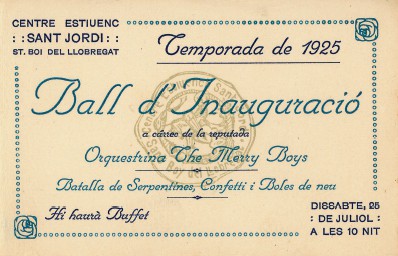 CENTRE ESTIUENC
::SANT JORDI::
ST. BOI DEL LLOBREGAT
Temporada de 1925
Ball d'Inauguració
a càrrec de la reputada
Orquestrina The Merry Boys
Batalla de Serpentines, Confetti i Boles de neu
Hi haurà Buffet
DISSABTE, 25
: DE JULIOL :
A LES 10 NIT